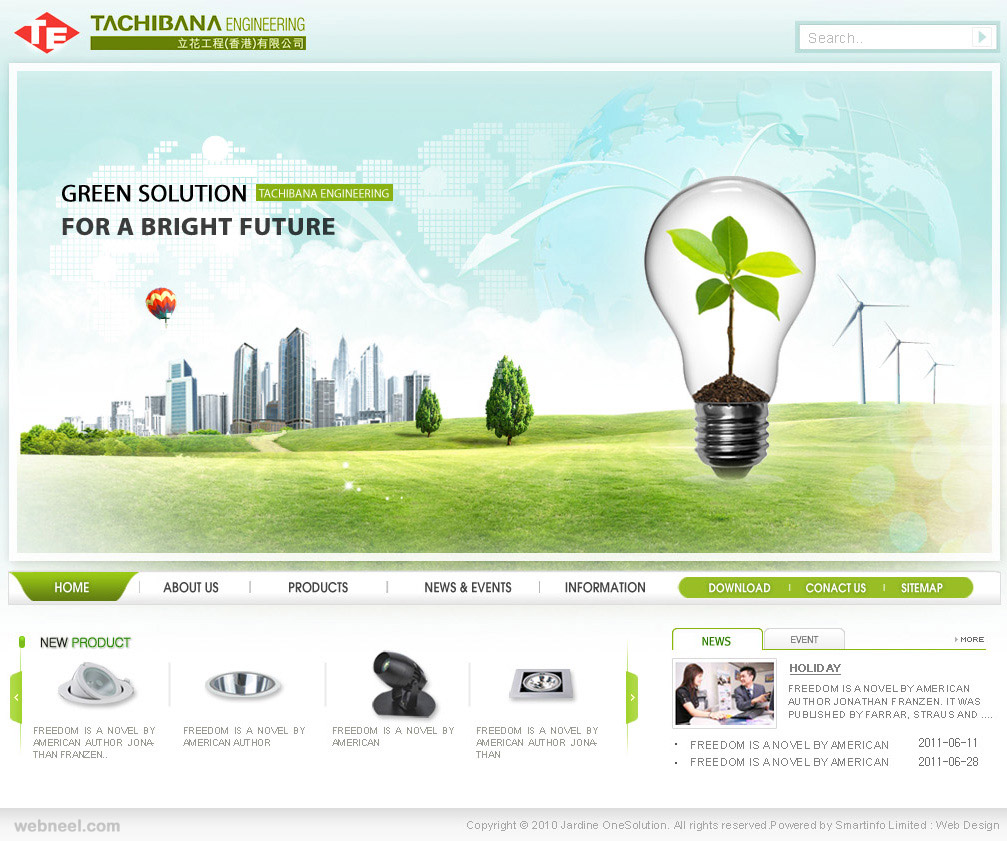 TE
TACHIBANA ENGINEERING
立花工程(香港)有限公司
Search..
GREEN SOLUTION TACHIBANA ENGINEERING
FOR A BRIGHT FUTURE
HOME ABOUT US PRODUCTS NEWS & EVENTS INFORMATION DOWNLOAD CONACT US SITEMAP
NEW PRODUCT
FREEDOM IS A NOVEL BY
AMERICAN AUTHOR JONA-
THAN FRANZEN..
FREEDOM IS A NOVEL BY
AMERICAN AUTHOR
FREEDOM IS A NOVEL BY
AMERICAN
FREEDOM IS A NOVEL BY
AMERICAN AUTHOR JONA-
THAN
NEWS EVENT MORE
HOLIDAY
FREEDOM IS A NOVEL BY AMERICAN
AUTHOR JONATHAN FRANZEN. IT WAS
PUBLISHED BY FARRAR, STRAUS AND ....
• FREEDOM IS A NOVEL BY AMERICAN 2011-06-11
• FREEDOM IS A NOVEL BY AMERICAN 2011-06-28
webneel.com
Copyright © 2010 Jardine OneSolution. All rights reserved.Powered by Smartinfo Limited : Web Design